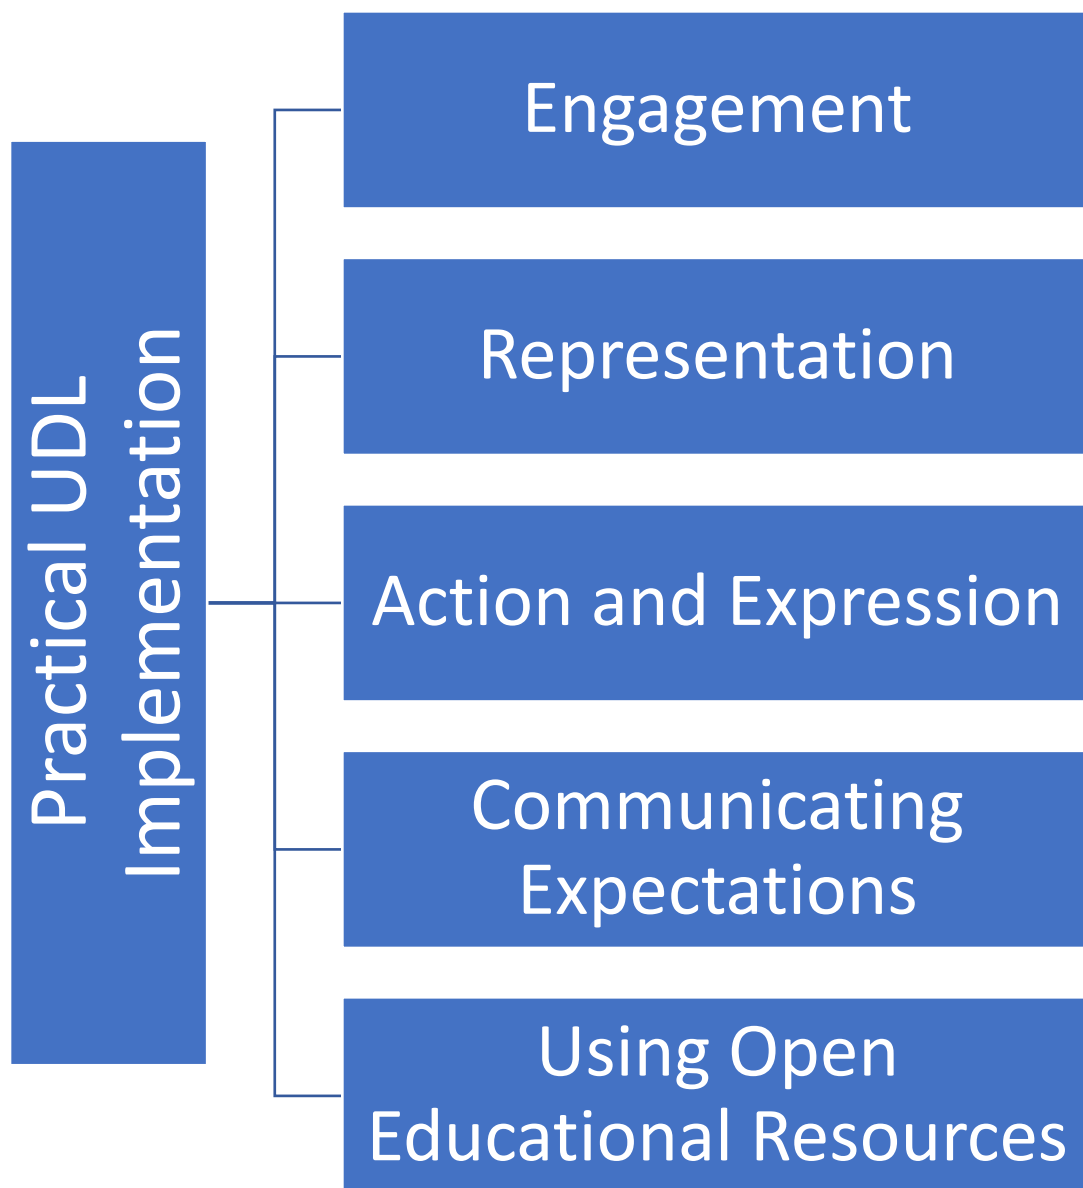 Practical UDL
Implementation
Engagement
Representation
Action and Expression
Communicating
Expectations
Using Open
Educational Resources